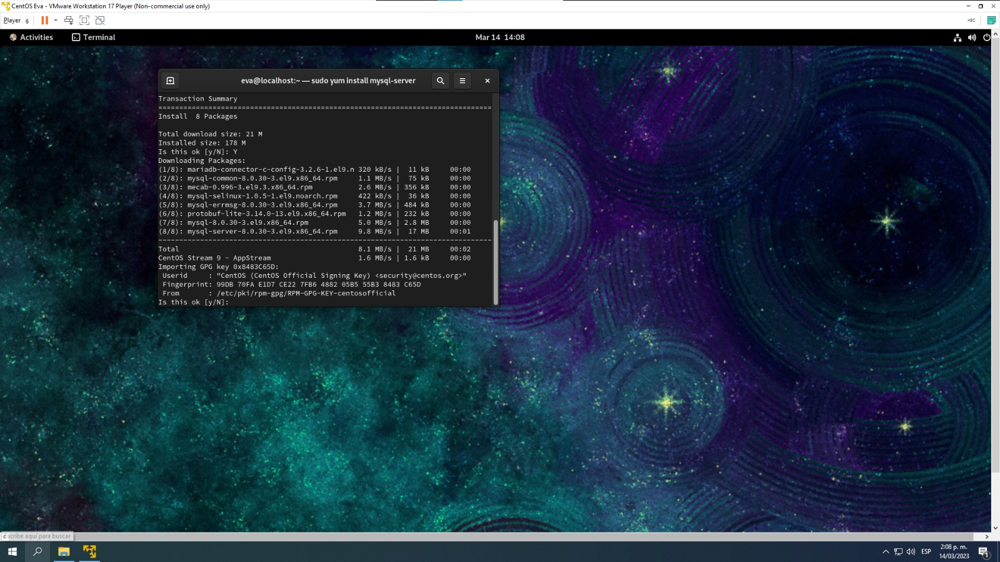 CentOS Eva - VMware Workstation 17 Player (Non-commercial use only)
Player 6
Activities Terminal Mar 14 14:08
eva@localhost:~ — sudo yum install mysql-server
Transaction Summary
================================================================================
Install  8 Packages
Total download size: 21 M
Installed size: 178 M
Is this ok [y/N]: Y
Downloading Packages:
(1/8): mariadb-connector-c-config-3.2.6-1.el9.n 320 kB/s |  11 kB     00:00
(2/8): mysql-common-8.0.30-3.el9.x86_64.rpm     1.1 MB/s |  75 kB     00:00
(3/8): mecab-0.996-3.el9.3.x86_64.rpm           2.6 MB/s | 356 kB     00:00
(4/8): mysql-selinux-1.0.5-1.el9.noarch.rpm     422 kB/s |  36 kB     00:00
(5/8): mysql-errmsg-8.0.30-3.el9.x86_64.rpm     3.7 MB/s | 484 kB     00:00
(6/8): protobuf-lite-3.14.0-13.el9.x86_64.rpm   1.2 MB/s | 232 kB     00:00
(7/8): mysql-8.0.30-3.el9.x86_64.rpm            5.0 MB/s | 2.8 MB     00:00
(8/8): mysql-server-8.0.30-3.el9.x86_64.rpm     9.8 MB/s |  17 MB     00:01
--------------------------------------------------------------------------------
Total                                           8.1 MB/s |  21 MB     00:02
CentOS Stream 9 - AppStream                     1.6 MB/s | 1.6 kB     00:00
Importing GPG key 0x8483C65D:
 Userid     : "CentOS (CentOS Official Signing Key) <security@centos.org>"
 Fingerprint: 99DB 70FA E1D7 CE22 7FB6 4882 05B5 55B3 8483 C65D
 From       : /etc/pki/rpm-gpg/RPM-GPG-KEY-centosofficial
Is this ok [y/N]:
Escribe aquí para buscar
ESP
2:08 p. m.
14/03/2023
1